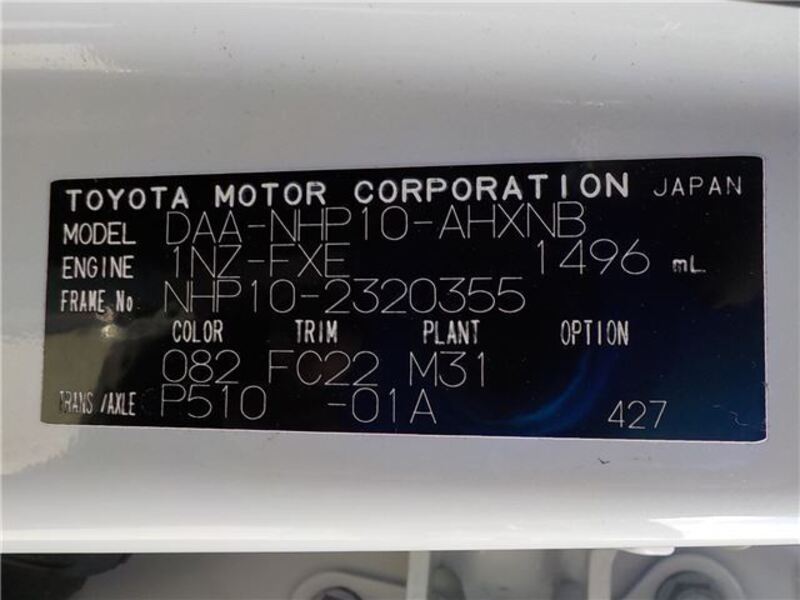 TOYOTA MOTOR CORPORATION JAPAN
MODEL DAA-NHP10-AHXNB
ENGINE 1NZ-FXE 1496 mL
FRAME No. NHP10-2320355
COLOR TRIM PLANT OPTION
082 FC22 M31
TRANS/AXLE P510 -01A 427